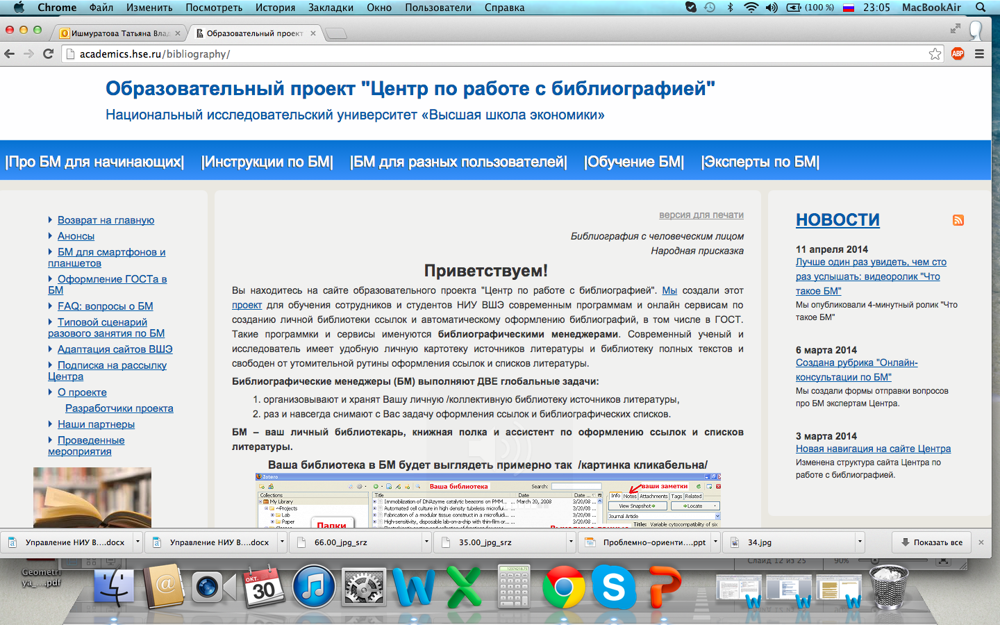 Chrome Файл Изменить Посмотреть История Закладки Окно Пользователи Справка (100 %) 23:05 MacBookAir
Ишмуратова Татьяна Влад Образовательный проект
academics.hse.ru/bibliography/
ABP
Образовательный проект "Центр по работе с библиографией"
Национальный исследовательский университет «Высшая школа экономики»
|Про БМ для начинающих| |Инструкции по БМ| |БМ для разных пользователей| |Обучение БМ| |Эксперты по БМ|
Возврат на главную
Анонсы
БМ для смартфонов и
планшетов
Оформление ГОСТа в
БМ
FAQ: вопросы о БМ
Типовой сценарий
разового занятия по БМ
Адаптация сайтов ВШЭ
Подписка на рассылку
Центра
О проекте
Разработчики проекта
Наши партнеры
Проведенные
мероприятия
версия для печати
Библиография с человеческим лицом
Народная присказка
Приветствуем!
Вы находитесь на сайте образовательного проекта "Центр по работе с библиографией". Мы создали этот
проект для обучения сотрудников и студентов НИУ ВШЭ современным программам и онлайн сервисам по
созданию личной библиотеки ссылок и автоматическому оформлению библиографий, в том числе в ГОСТ.
Такие программки и сервисы именуются библиографическими менеджерами. Современный ученый и
исследователь имеет удобную личную картотеку источников литературы и библиотеку полных текстов и
свободен от утомительной рутины оформления ссылок и списков литературы.
Библиографические менеджеры (БМ) выполняют ДВЕ глобальные задачи:
1. организовывают и хранят Вашу личную /коллективную библиотеку источников литературы,
2. раз и навсегда снимают с Вас задачу оформления ссылок и библиографических списков.
БМ – ваш личный библиотекарь, книжная полка и ассистент по оформлению ссылок и списков
литературы.
Ваша библиотека в БМ будет выглядеть примерно так /картинка кликабельна/
Zotero
Ваша библиотека Search: ваши заметки
Collections Title Date Date ... Info Notes Attachments Tags Related
My Library Immobilization of DNAzyme catalytic beacons on PMM... ... March 20, 2008 3/20/08 ... View Snapshot Locate
~Projects Automated cell culture in high density tubeless microflui... ... 3/20/08 ...
Lab Fabrication of a modular tissue construct in a microfluid... ... 3/20/08 ... Journal Article
Paper High-sensitivity, disposable lab-on-a-chip with thin-film or... ... 3/20/08 ... Title: Variable cytocompatibility of six
Папки
НОВОСТИ
11 апреля 2014
Лучше один раз увидеть, чем сто
раз услышать: видеоролик "Что
такое БМ"
Мы опубликовали 4-минутный ролик "Что
такое БМ"
6 марта 2014
Создана рубрика "Онлайн-
консультации по БМ"
Мы создали формы отправки вопросов
про БМ экспертам Центра.
3 марта 2014
Новая навигация на сайте Центра
Изменена структура сайта Центра по
работе с библиографией.
Управление НИУ В....docx Управление НИУ В....docx 66.00_jpg_srz 35.00_jpg_srz Проблемно-ориенти....ppt 34.jpg Показать все
Слайд 12 из 25 90%
Geometri
ya_....pdf
ОКТ.
30
12374218.75